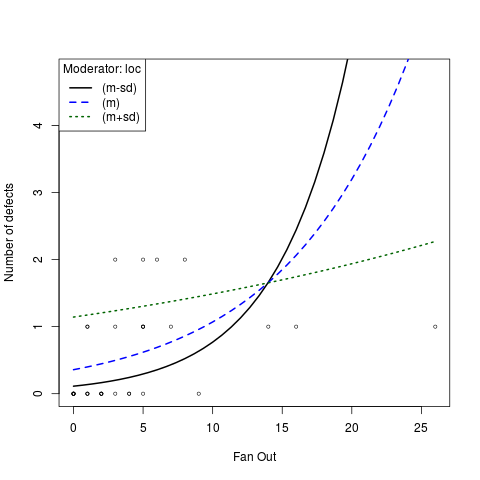 Moderator: loc
(m-sd)
(m)
(m+sd)
Number of defects
4
3
2
1
0
0 5 10 15 20 25
Fan Out